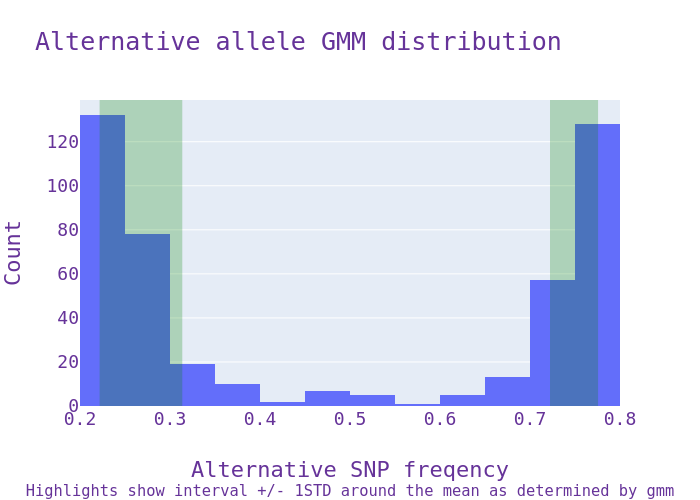 Alternative allele GMM distribution
Count
120
100
80
60
40
20
0
0.2 0.3 0.4 0.5 0.6 0.7 0.8
Alternative SNP freqency
Highlights show interval +/- 1STD around the mean as determined by gmm